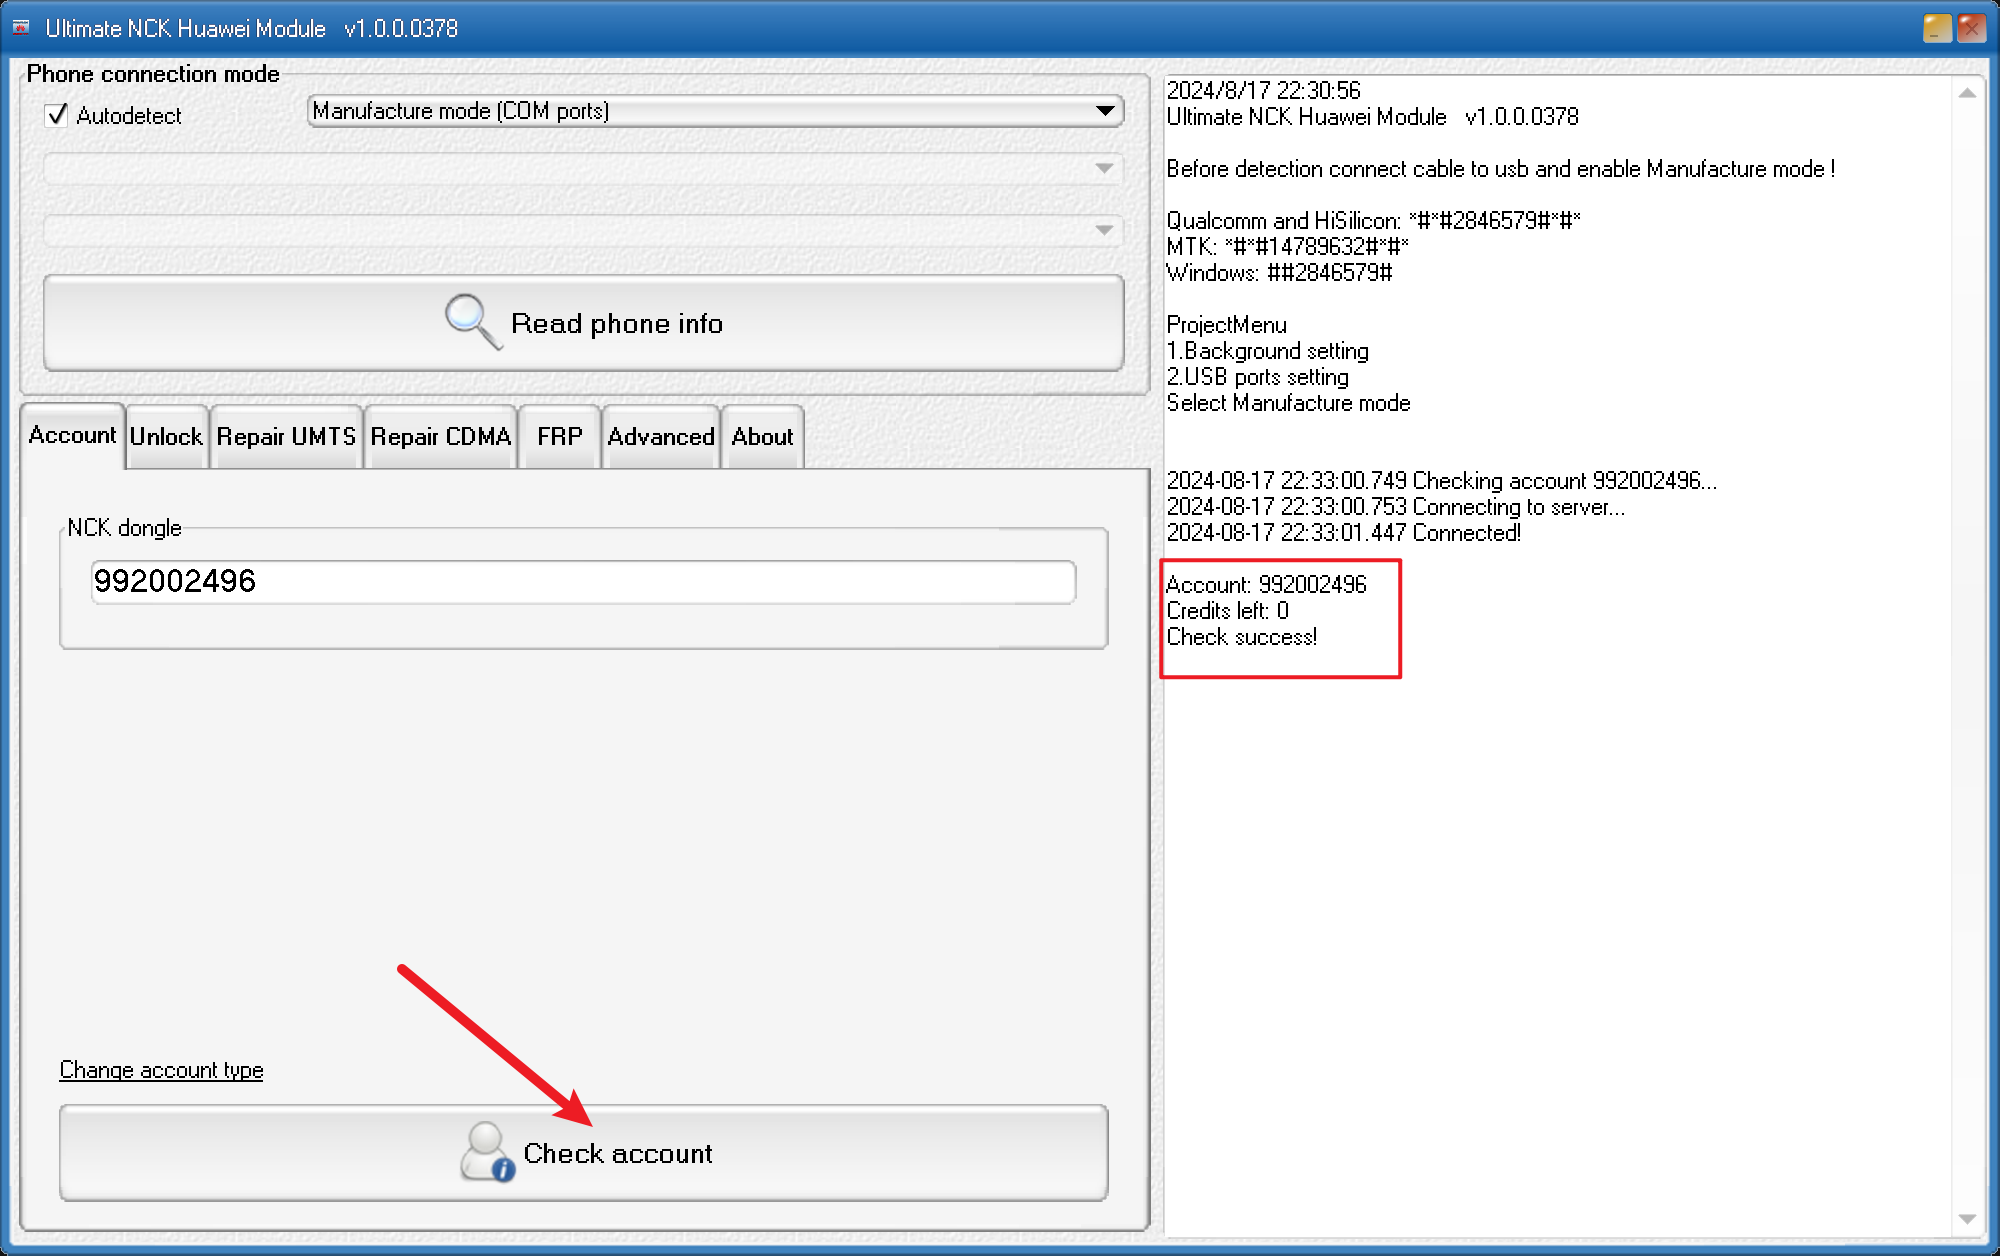 Ultimate NCK Huawei Module   v1.0.0.0378
Phone connection mode
Autodetect
Manufacture mode (COM ports)
Read phone info
Account
Unlock
Repair UMTS
Repair CDMA
FRP
Advanced
About
NCK dongle
992002496
Change account type
Check account
2024/8/17 22:30:56
Ultimate NCK Huawei Module   v1.0.0.0378
Before detection connect cable to usb and enable Manufacture mode !
Qualcomm and HiSilicon: *#*#2846579#*#*
MTK: *#*#14789632#*#*
Windows: ##2846579#
ProjectMenu
1.Background setting
2.USB ports setting
Select Manufacture mode
2024-08-17 22:33:00.749 Checking account 992002496...
2024-08-17 22:33:00.753 Connecting to server...
2024-08-17 22:33:01.447 Connected!
Account: 992002496
Credits left: 0
Check success!